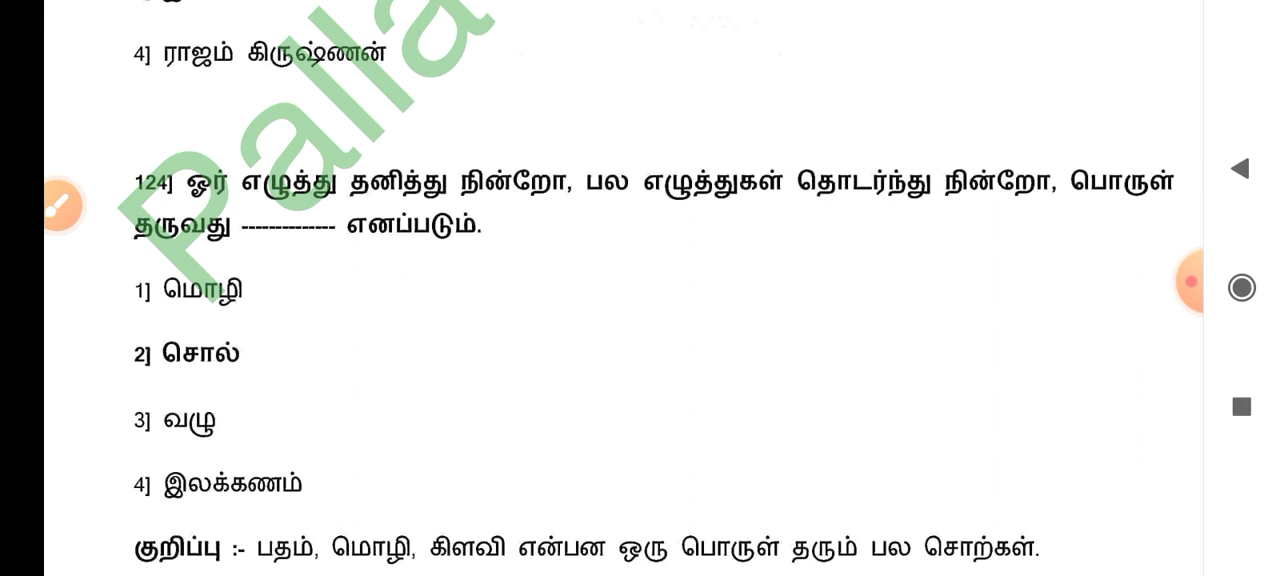 4] ராஜம் கிருஷ்ணன்
Palla
124] ஓர் எழுத்து தனித்து நின்றோ, பல எழுத்துகள் தொடர்ந்து நின்றோ, பொருள்
தருவது -------------- எனப்படும்.
1] மொழி
2] சொல்
3] வழு
4] இலக்கணம்
குறிப்பு :- பதம், மொழி, கிளவி என்பன ஒரு பொருள் தரும் பல சொற்கள்.